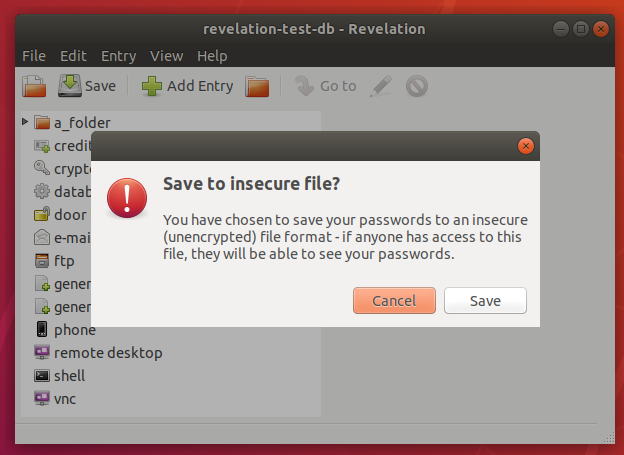 revelation-test-db - Revelation
File Edit Entry View Help
Save Add Entry Go to
a_folder
Save to insecure file?
You have chosen to save your passwords to an insecure
(unencrypted) file format - if anyone has access to this
file, they will be able to see your passwords.
Cancel Save
credit
crypto
datab
door
e-mai
ftp
gener
gener
phone
remote desktop
shell
vnc